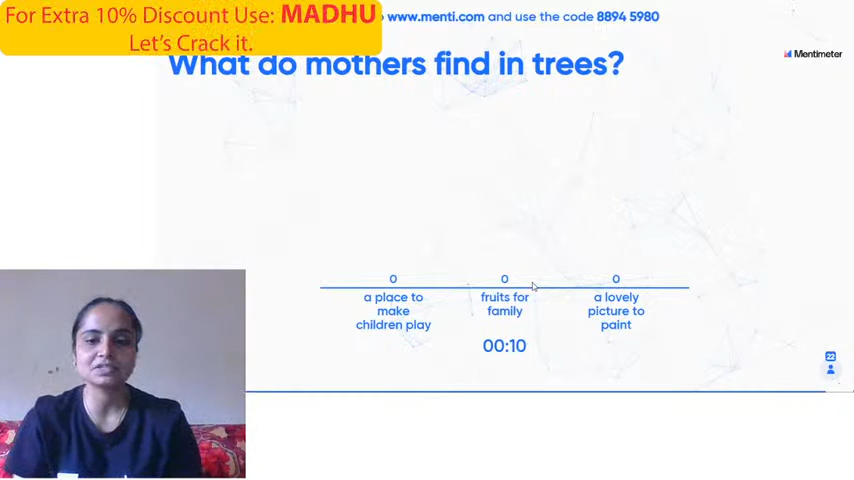 For Extra 10% Discount Use: MADHU
Let's Crack it.
www.menti.com and use the code 8894 5980
What do mothers find in trees?
Mentimeter
0
0
0
a place to
make
children play
fruits for
family
a lovely
picture to
paint
00:10
22